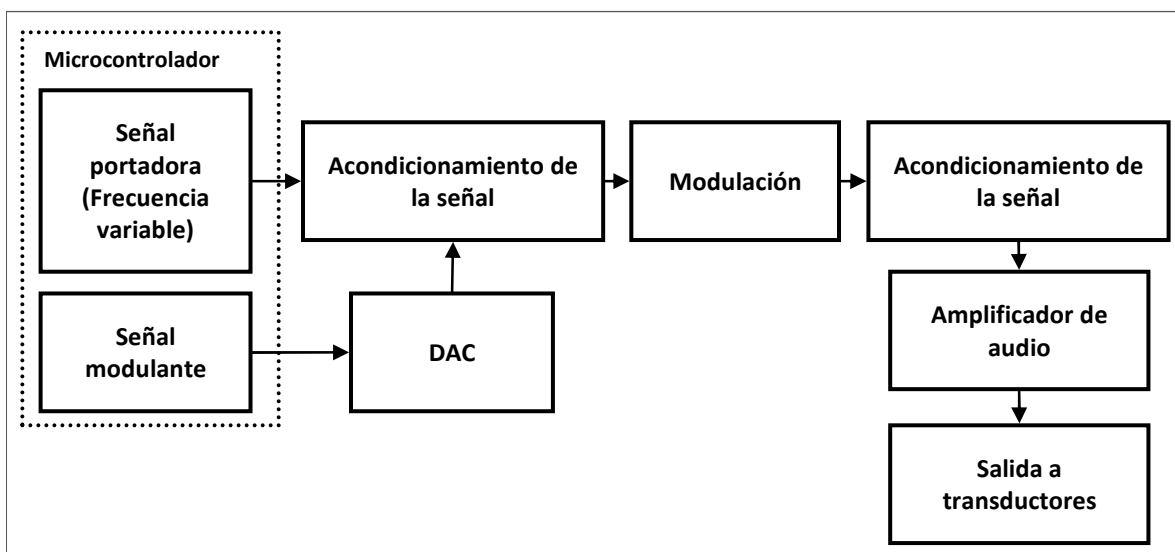 Microcontrolador
Señal
portadora
(Frecuencia
variable)
Acondicionamiento de
la señal
Modulación
Acondicionamiento de
la señal
Señal
modulante
DAC
Amplificador de
audio
Salida a
transductores